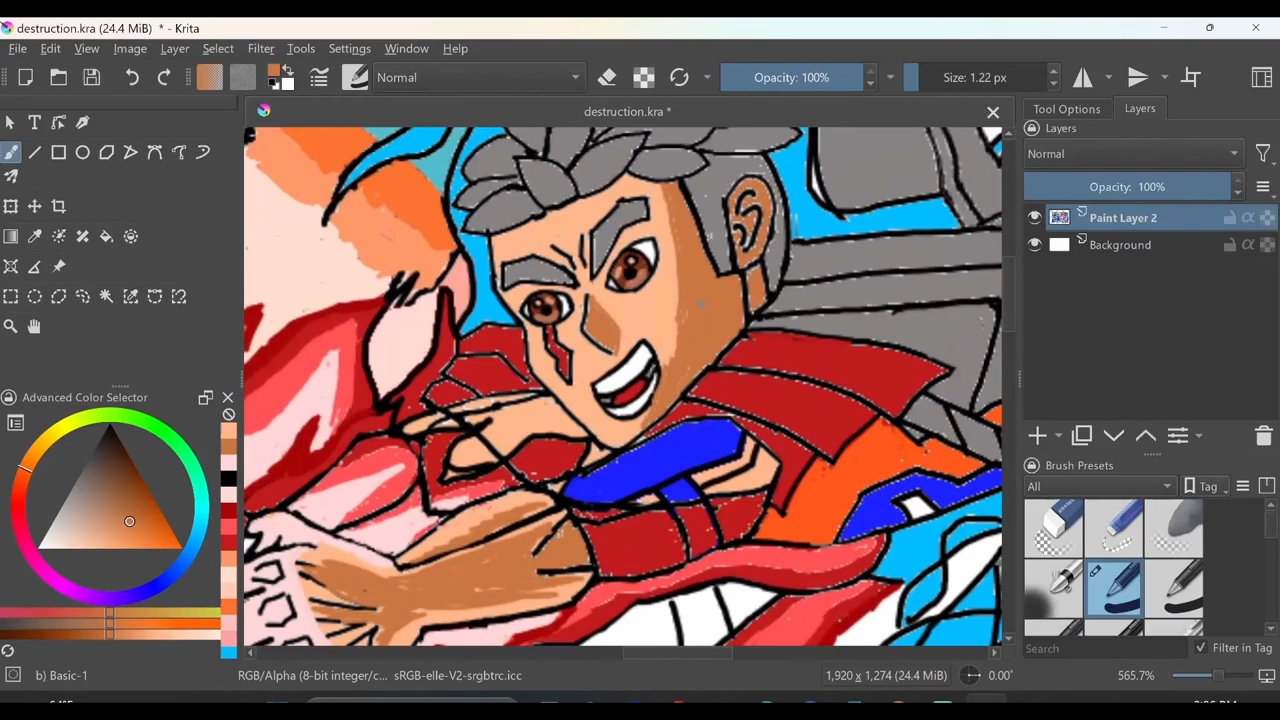 destruction.kra (24.4 MiB) * - Krita
File Edit View Image Layer Select Filter Tools Settings Window Help
Normal Opacity: 100% Size: 1.22 px
destruction.kra *
Tool Options Layers
Layers
Normal
Opacity: 100%
Paint Layer 2
Background
Advanced Color Selector
Brush Presets
All Tag
Search Filter in Tag
b) Basic-1 RGB/Alpha (8-bit integer/c... sRGB-elle-V2-srgbtrc.icc 1,920 x 1,274 (24.4 MiB) 0.00° 565.7%